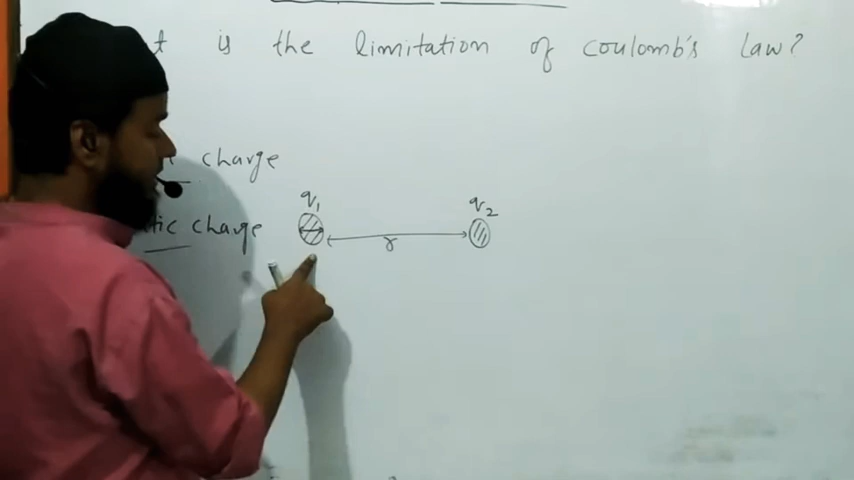 is the limitation of coulomb's law?
charge
q1 q2
charge
r